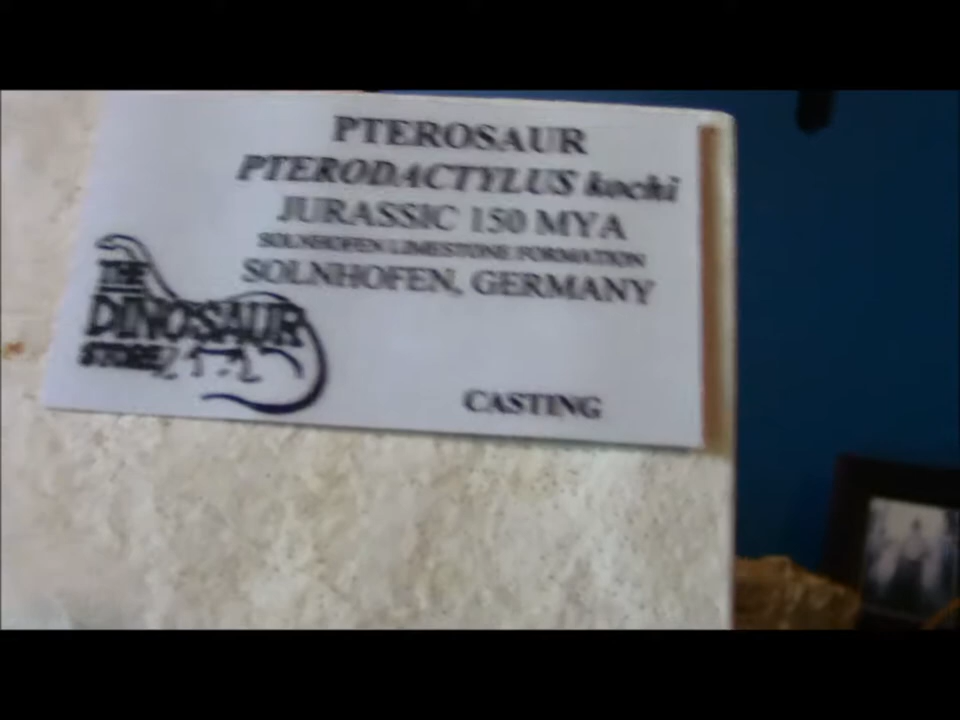 PTEROSAUR
PTERODACTYLUS kochi
JURASSIC 150 MYA
SOLNHOFEN LIMESTONE FORMATION
SOLNHOFEN, GERMANY
THE
DINOSAUR
STORE
CASTING